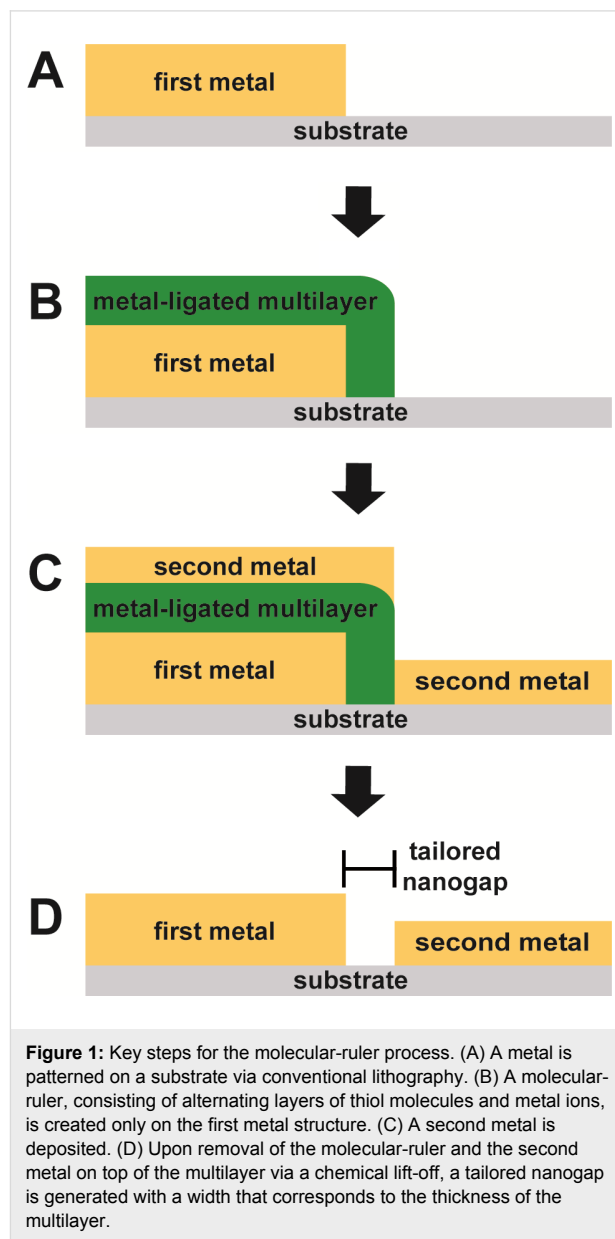 A
first metal
substrate
B
metal-ligated multilayer
first metal
substrate
C
second metal
metal-ligated multilayer
first metal
second metal
substrate
tailored
nanogap
D
first metal
second metal
substrate
Figure 1: Key steps for the molecular-ruler process. (A) A metal is
patterned on a substrate via conventional lithography. (B) A molecular-
ruler, consisting of alternating layers of thiol molecules and metal ions,
is created only on the first metal structure. (C) A second metal is
deposited. (D) Upon removal of the molecular-ruler and the second
metal on top of the multilayer via a chemical lift-off, a tailored nanogap
is generated with a width that corresponds to the thickness of the
multilayer.